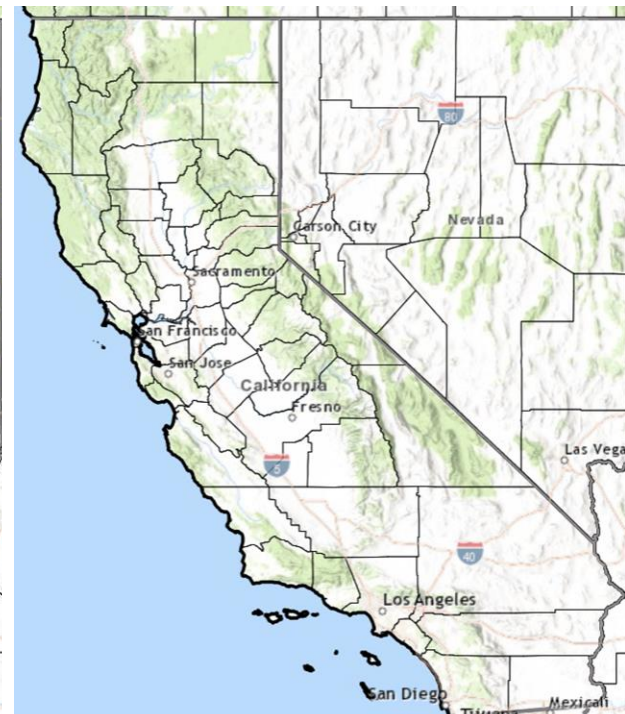 80
Nevada
Carson City
Sacramento
San Francisco
San Jose
California
Fresno
5
Las Vega
40
Los Angeles
San Diego
Tijuana
Mexicali